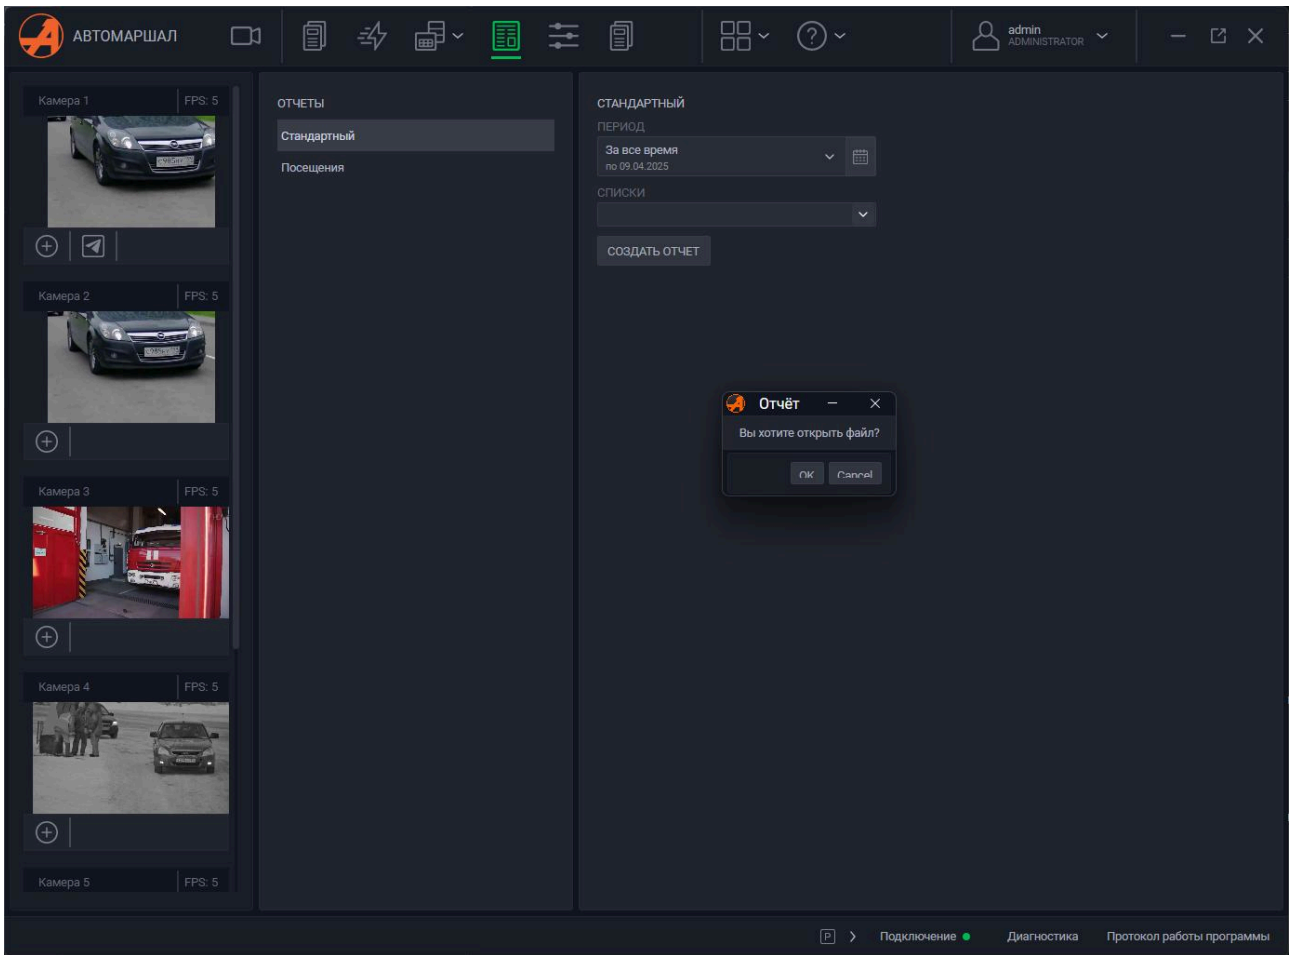 АВТОМАРШАЛ
admin
ADMINISTRATOR
Камера 1
FPS: 5
Камера 2
FPS: 5
Камера 3
FPS: 5
Камера 4
FPS: 5
Камера 5
FPS: 5
ОТЧЕТЫ
Стандартный
Посещения
СТАНДАРТНЫЙ
ПЕРИОД
За все время
по 09.04.2025
СПИСКИ
СОЗДАТЬ ОТЧЕТ
Отчёт
Вы хотите открыть файл?
OK
Cancel
P
Подключение
Диагностика
Протокол работы программы